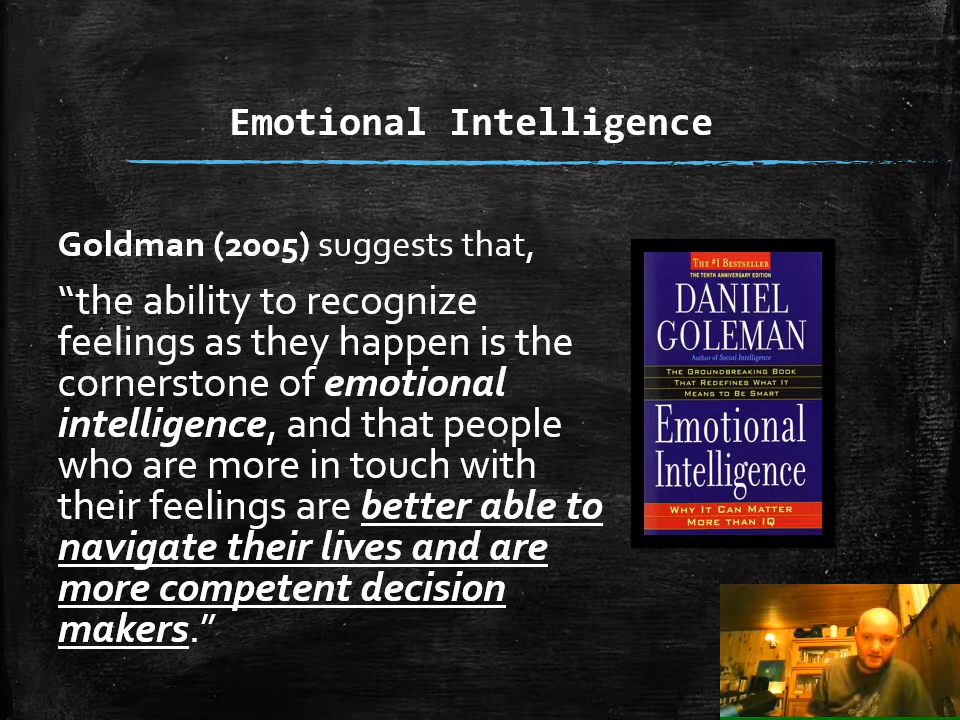 Emotional Intelligence
Goldman (2005) suggests that,
“the ability to recognize
feelings as they happen is the
cornerstone of emotional
intelligence, and that people
who are more in touch with
their feelings are better able to
navigate their lives and are
more competent decision
makers.”
THE #1 BESTSELLER
THE TENTH ANNIVERSARY EDITION
DANIEL
GOLEMAN
Author of Social Intelligence
THE GROUNDBREAKING BOOK
THAT REDEFINES WHAT IT
MEANS TO BE SMART
Emotional
Intelligence
WHY IT CAN MATTER
MORE THAN IQ